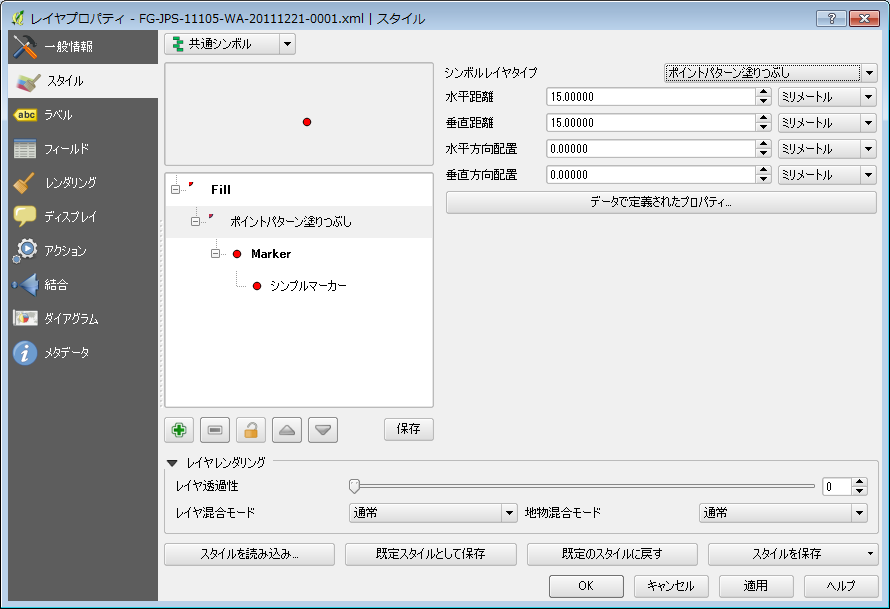 レイヤプロパティ - FG-JPS-11105-WA-20111221-0001.xml | スタイル
一般情報
スタイル
abc ラベル
フィールド
レンダリング
ディスプレイ
アクション
結合
ダイアグラム
メタデータ
共通シンボル
Fill
ポイントパターン塗りつぶし
Marker
シンプルマーカー
保存
シンボルレイヤタイプ ポイントパターン塗りつぶし
水平距離 15.00000 ミリメートル
垂直距離 15.00000 ミリメートル
水平方向配置 0.00000 ミリメートル
垂直方向配置 0.00000 ミリメートル
データで定義されたプロパティ...
レイヤレンダリング
レイヤ透過性 0
レイヤ混合モード 通常 地物混合モード 通常
スタイルを読み込み... 既定スタイルとして保存 既定のスタイルに戻す スタイルを保存
OK キャンセル 適用 ヘルプ